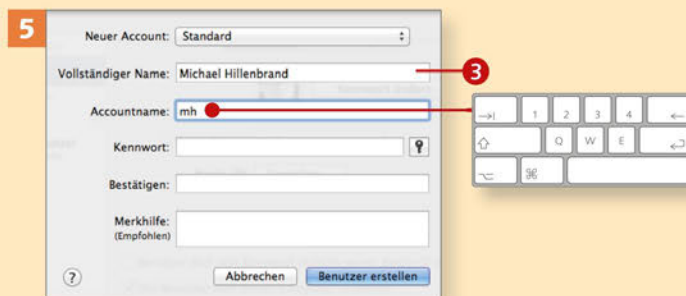 5
Neuer Account: Standard
Vollständiger Name: Michael Hillenbrand
3
Accountname: mh
1 2 3 4
Kennwort:
Q W E
Bestätigen:
⌘
Merkhilfe:
(Empfohlen)
? Abbrechen Benutzer erstellen